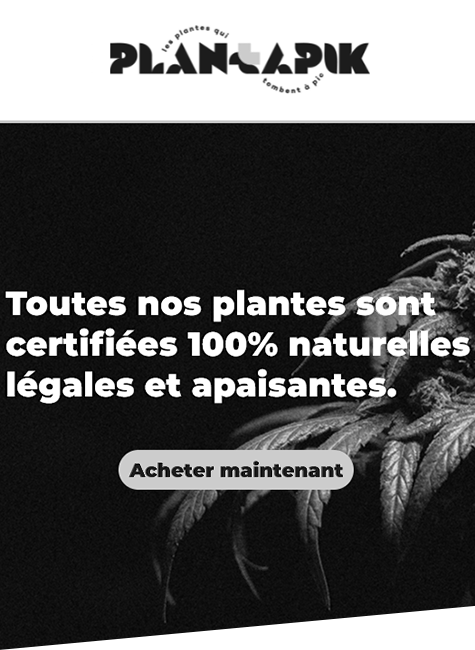 les plantes qui
PLANTAPIK
tombent à pic
Toutes nos plantes sont
certifiées 100% naturelles
légales et apaisantes.
Acheter maintenant